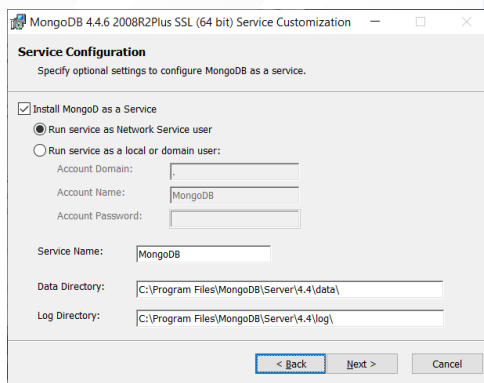 MongoDB 4.4.6 2008R2Plus SSL (64 bit) Service Customization
Service Configuration
Specify optional settings to configure MongoDB as a service.
Install MongoD as a Service
Run service as Network Service user
Run service as a local or domain user:
Account Domain:
.
Account Name:
MongoDB
Account Password:
Service Name:
MongoDB
Data Directory:
C:\Program Files\MongoDB\Server\4.4\data\
Log Directory:
C:\Program Files\MongoDB\Server\4.4\log\
< Back
Next >
Cancel